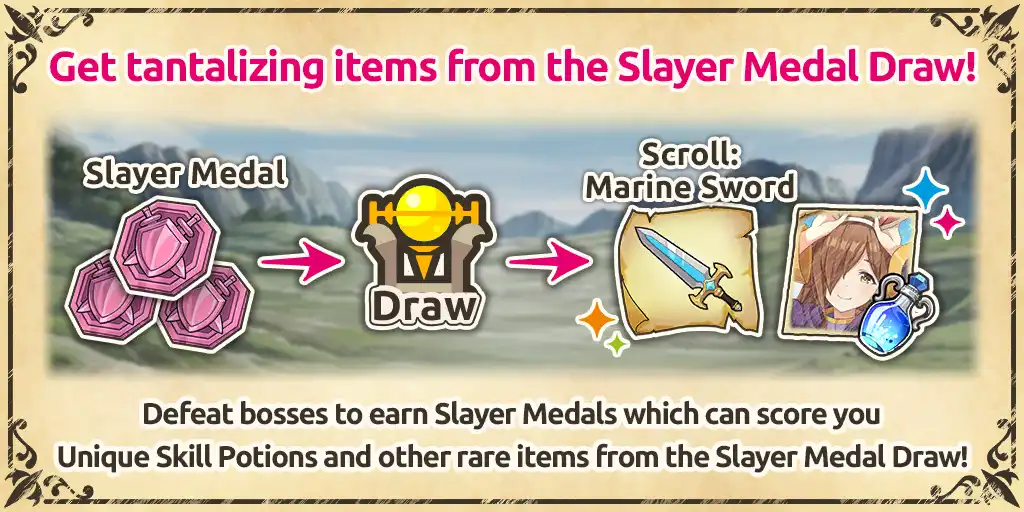 Get tantalizing items from the Slayer Medal Draw!
Slayer Medal
Draw
Scroll:
Marine Sword
Defeat bosses to earn Slayer Medals which can score you
Unique Skill Potions and other rare items from the Slayer Medal Draw!